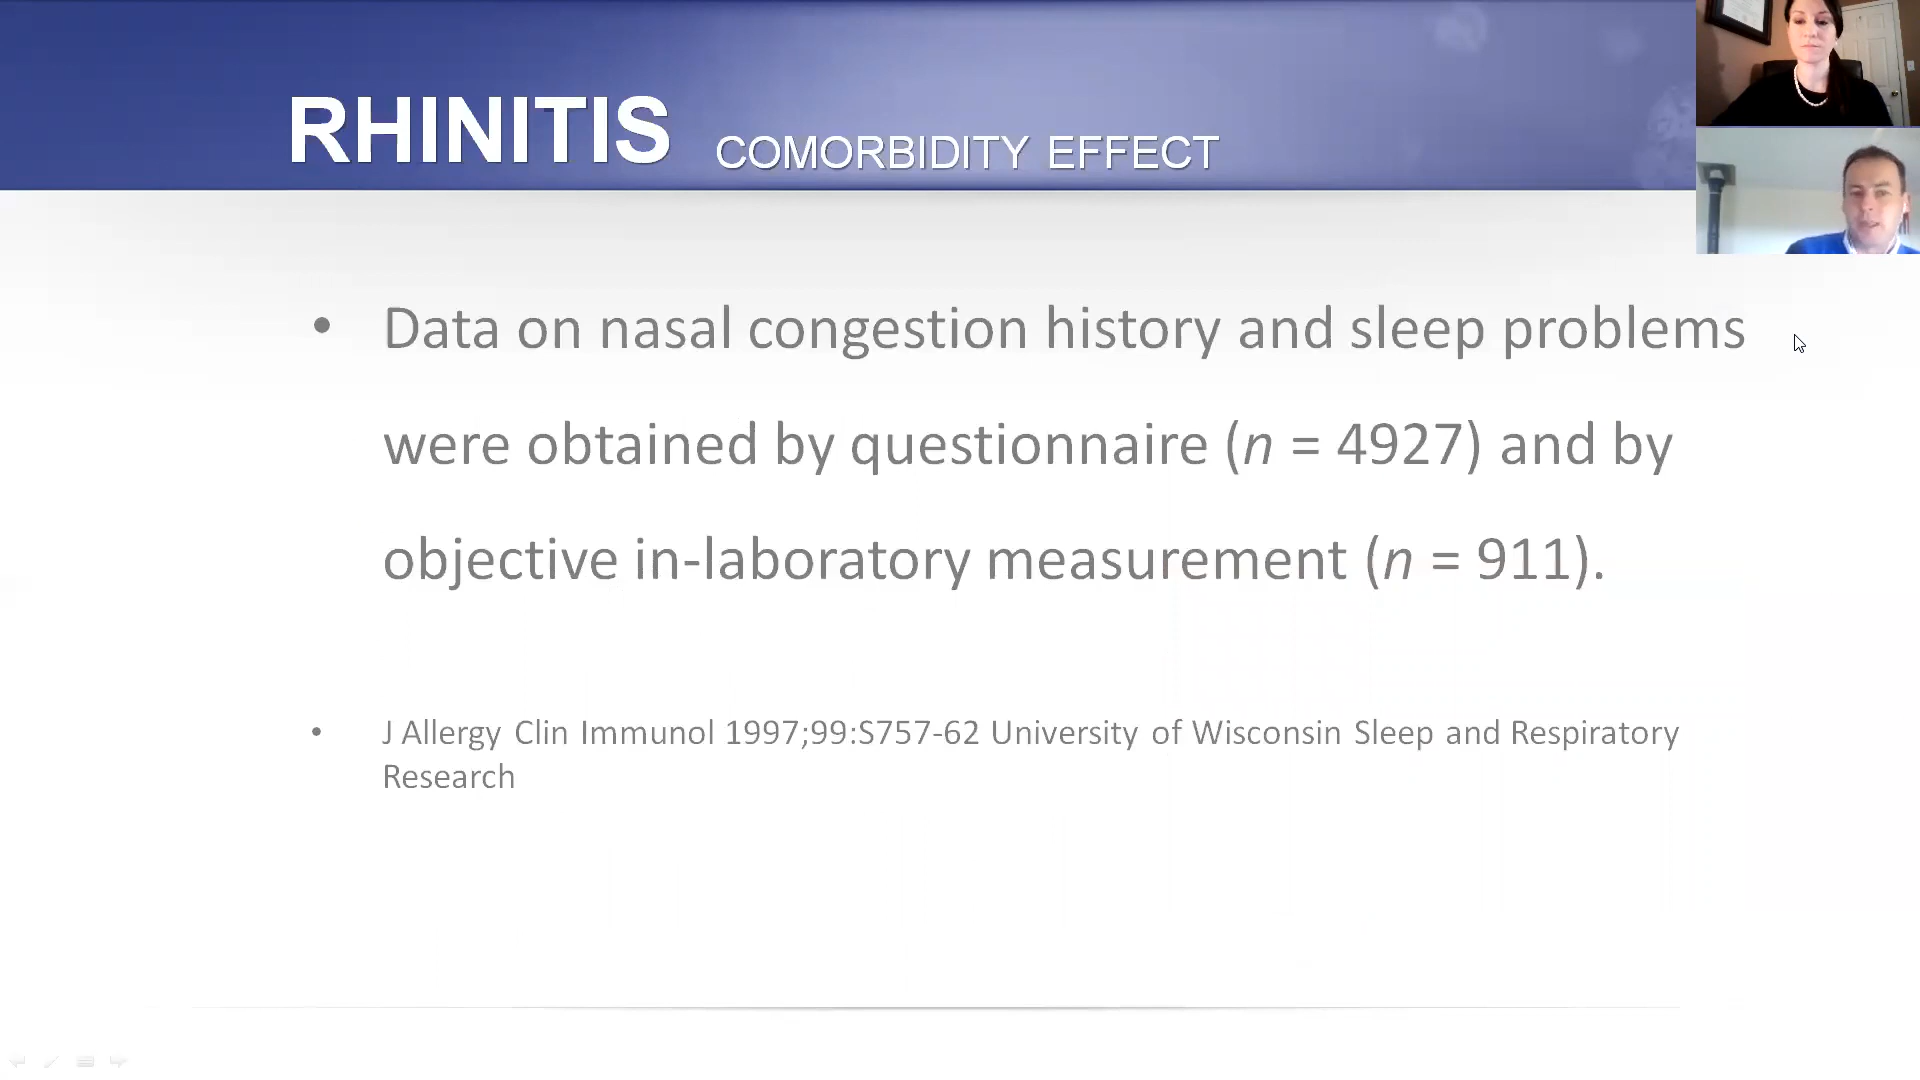 RHINITIS COMORBIDITY EFFECT
• Data on nasal congestion history and sleep problems
were obtained by questionnaire (n = 4927) and by
objective in-laboratory measurement (n = 911).
• J Allergy Clin Immunol 1997;99:S757-62 University of Wisconsin Sleep and Respiratory
Research